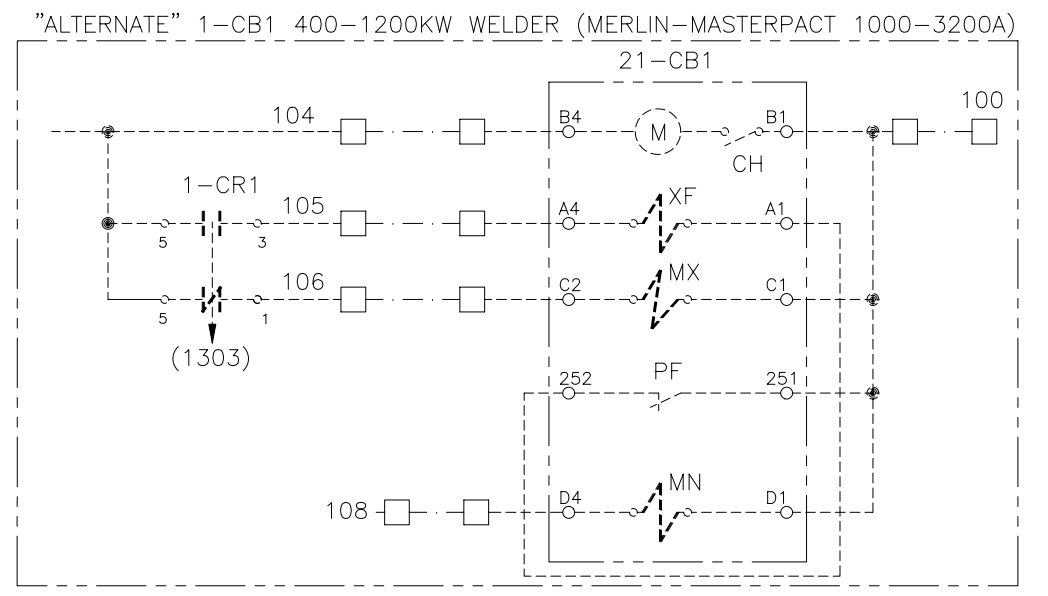 "ALTERNATE" 1-CB1 400-1200KW WELDER (MERLIN-MASTERPACT 1000-3200A)
21-CB1
100
104
B4
M
B1
CH
1-CR1
105
XF
A4
A1
5
3
106
MX
C2
C1
5
1
(1303)
PF
252
251
MN
108
D4
D1